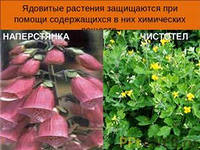 Ядовитые растения защищаются при
помощи содержащихся в них химических
НАПЕРСТЯНКА ЧИСТОТЕЛ